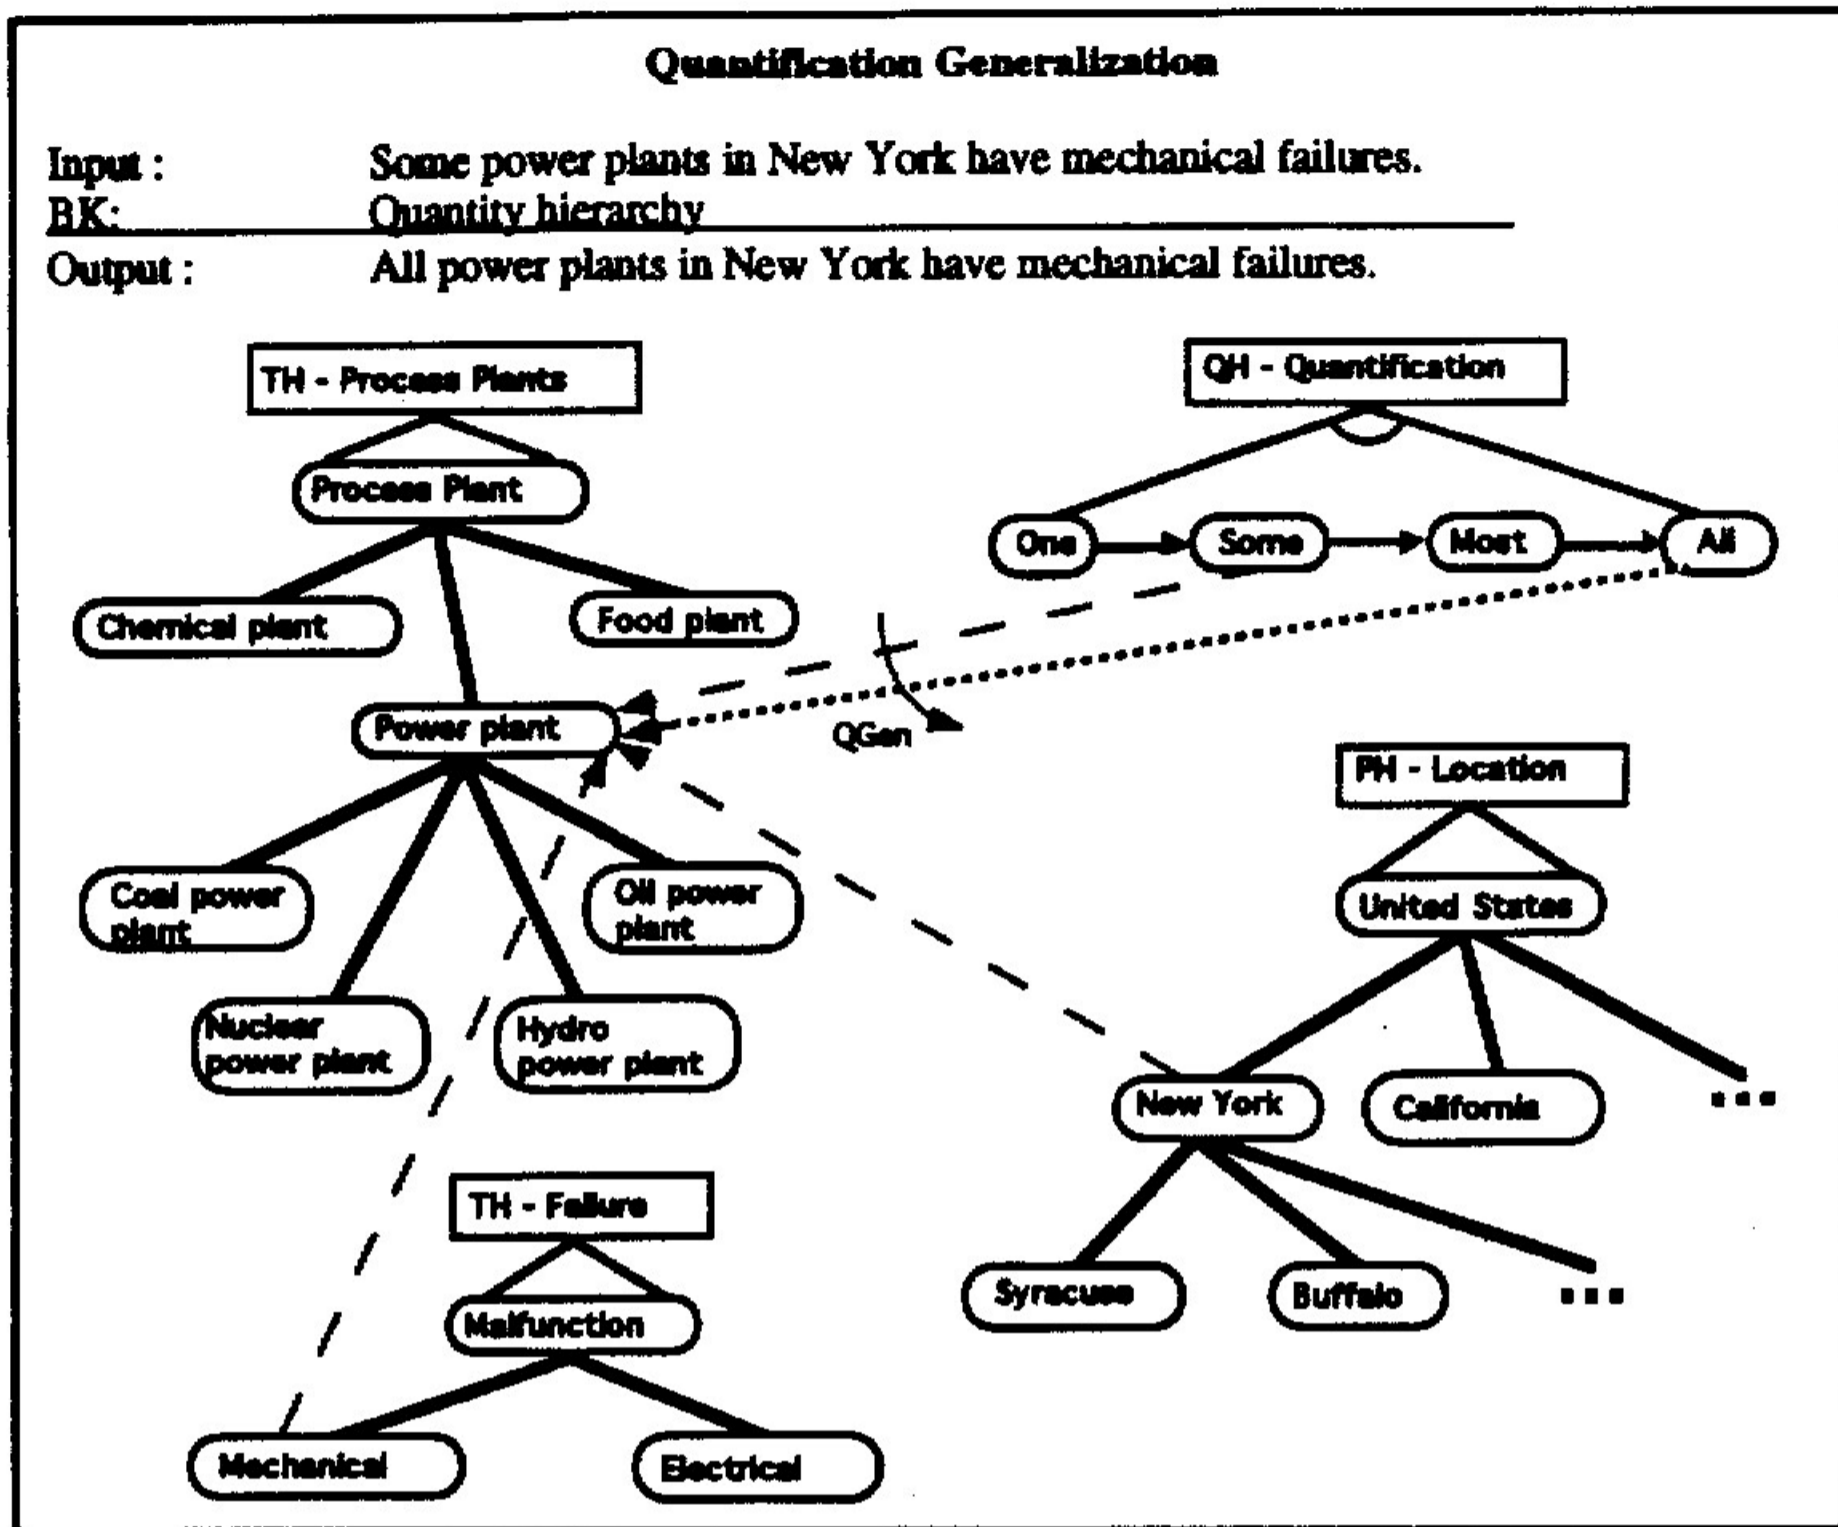 Quantification Generalization
Input : Some power plants in New York have mechanical failures.
BK: Quantity hierarchy
Output : All power plants in New York have mechanical failures.
TH - Process Plants
QH - Quantification
Process Plant
One
Some
Most
All
Chemical plant
Food plant
Power plant
QGen
PH - Location
Coal power
plant
Oil power
plant
United States
Nuclear
power plant
Hydro
power plant
New York
California
...
TH - Failure
Syracuse
Buffalo
...
Malfunction
Mechanical
Electrical